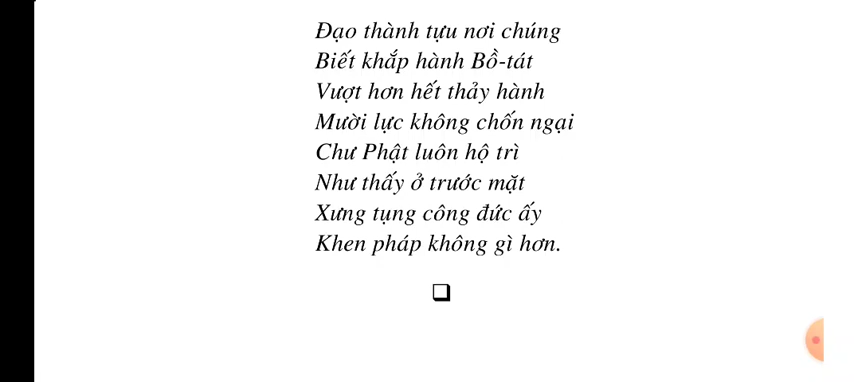 Đạo thành tựu nơi chúng
Biết khắp hành Bồ-tát
Vượt hơn hết thảy hành
Mười lực không chốn ngại
Chư Phật luôn hộ trì
Như thấy ở trước mặt
Xưng tụng công đức ấy
Khen pháp không gì hơn.